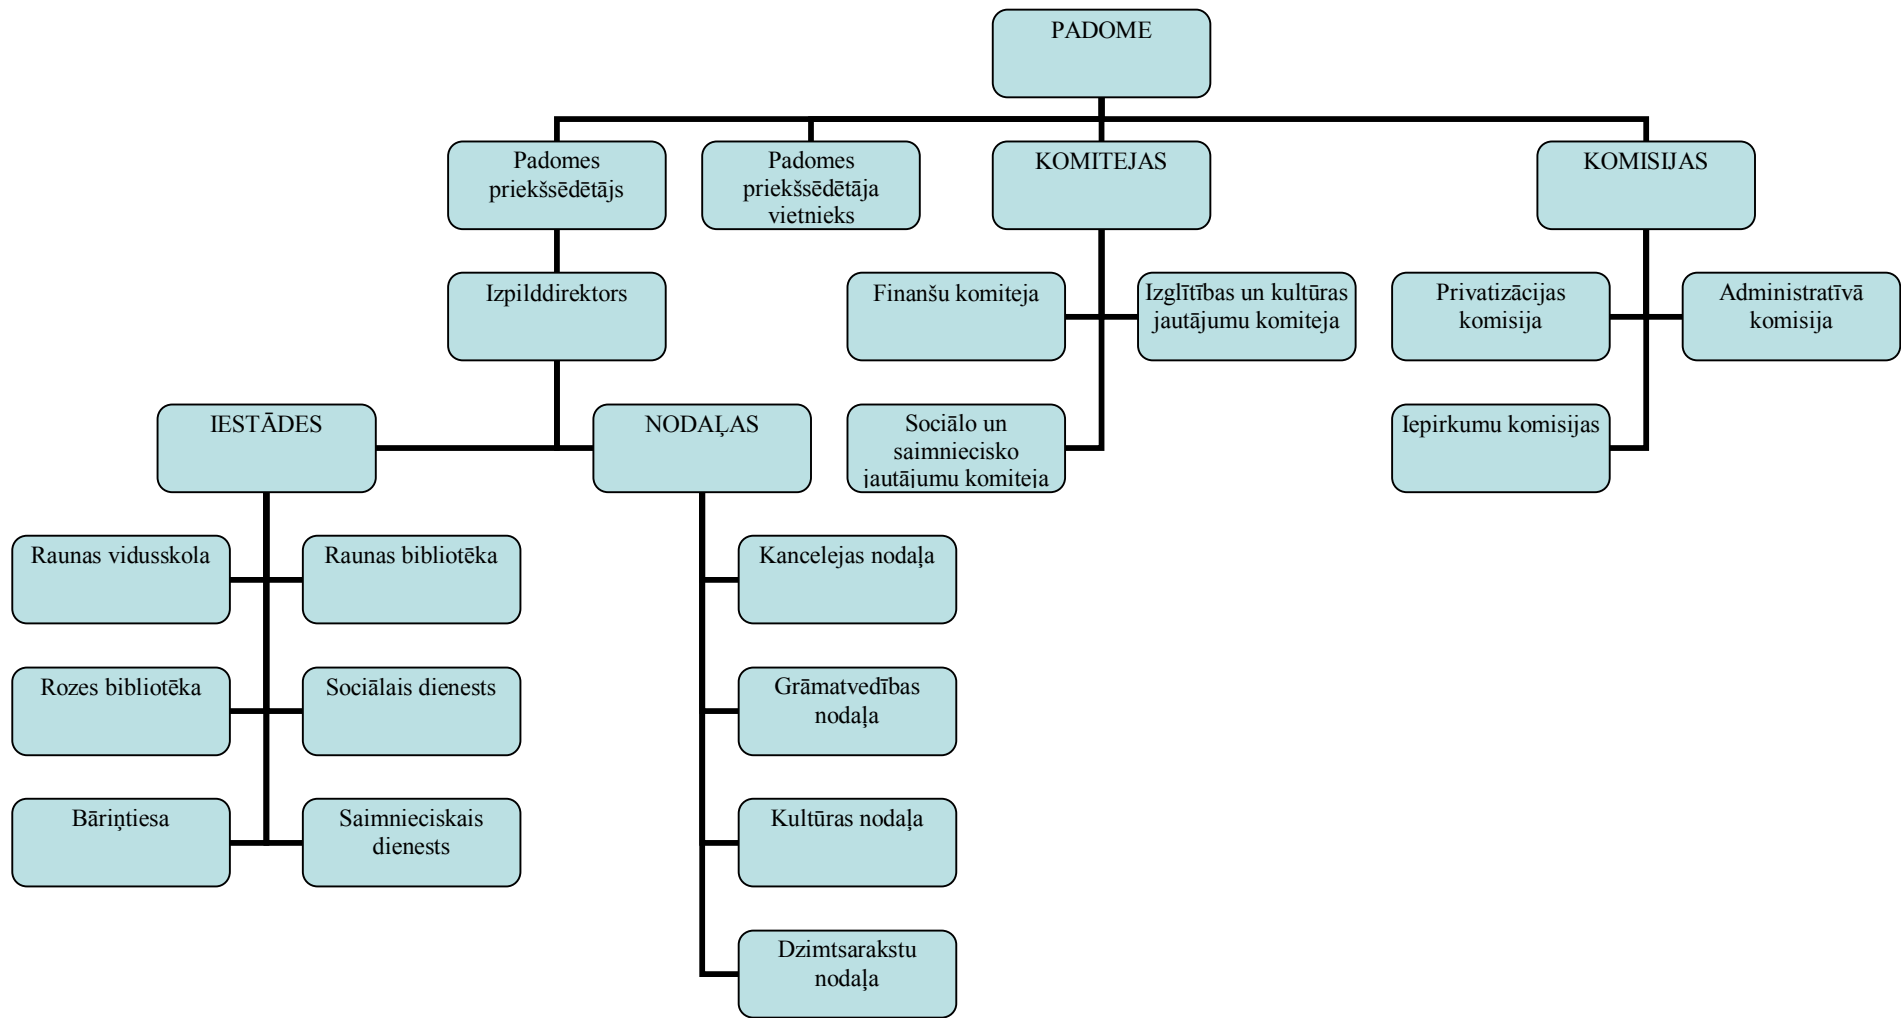 PADOME
Padomes
priekšsēdētājs
Padomes
priekšsēdētāja
vietnieks
KOMITEJAS
KOMISIJAS
Izpilddirektors
Finanšu komiteja
Izglītības un kultūras
jautājumu komiteja
Privatizācijas
komisija
Administratīvā
komisija
IESTĀDES
NODAĻAS
Sociālo un
saimniecisko
jautājumu komiteja
Iepirkumu komisijas
Raunas vidusskola
Raunas bibliotēka
Kancelejas nodaļa
Rozes bibliotēka
Sociālais dienests
Grāmatvedības
nodaļa
Bāriņtiesa
Saimnieciskais
dienests
Kultūras nodaļa
Dzimtsarakstu
nodaļa